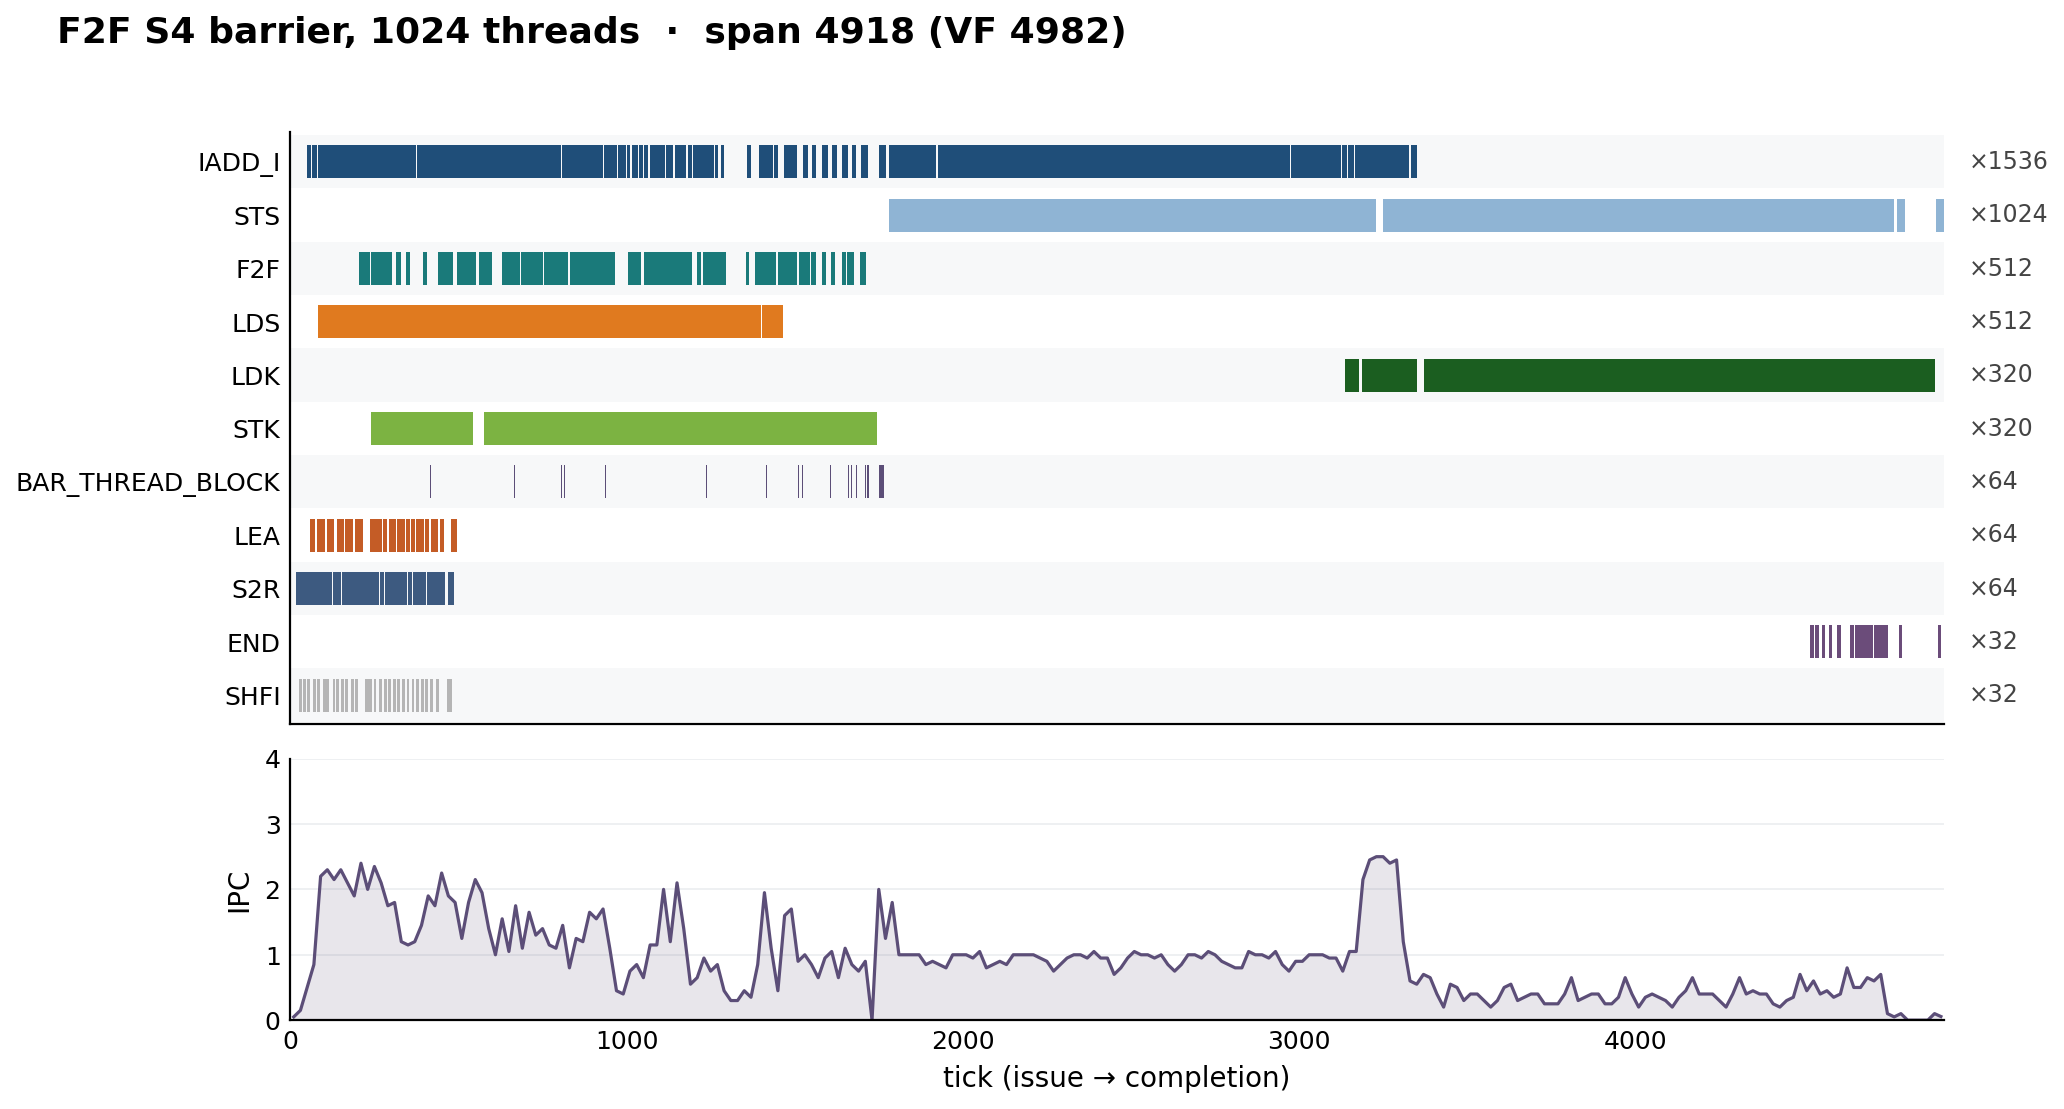 F2F S4 barrier, 1024 threads · span 4918 (VF 4982)
IADD_I ×1536
STS ×1024
F2F ×512
LDS ×512
LDK ×320
STK ×320
BAR_THREAD_BLOCK ×64
LEA ×64
S2R ×64
END ×32
SHFI ×32
4
3
2
1
0
IPC
0 1000 2000 3000 4000
tick (issue → completion)